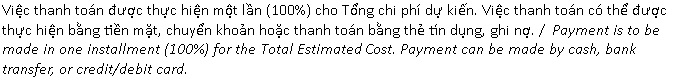 Việc thanh toán được thực hiện một lần (100%) cho Tổng chi phí dự kiến. Việc thanh toán có thể được
thực hiện bằng tiền mặt, chuyển khoản hoặc thanh toán bằng thẻ tín dụng, ghi nợ. / Payment is to be
made in one installment (100%) for the Total Estimated Cost. Payment can be made by cash, bank
transfer, or credit/debit card.